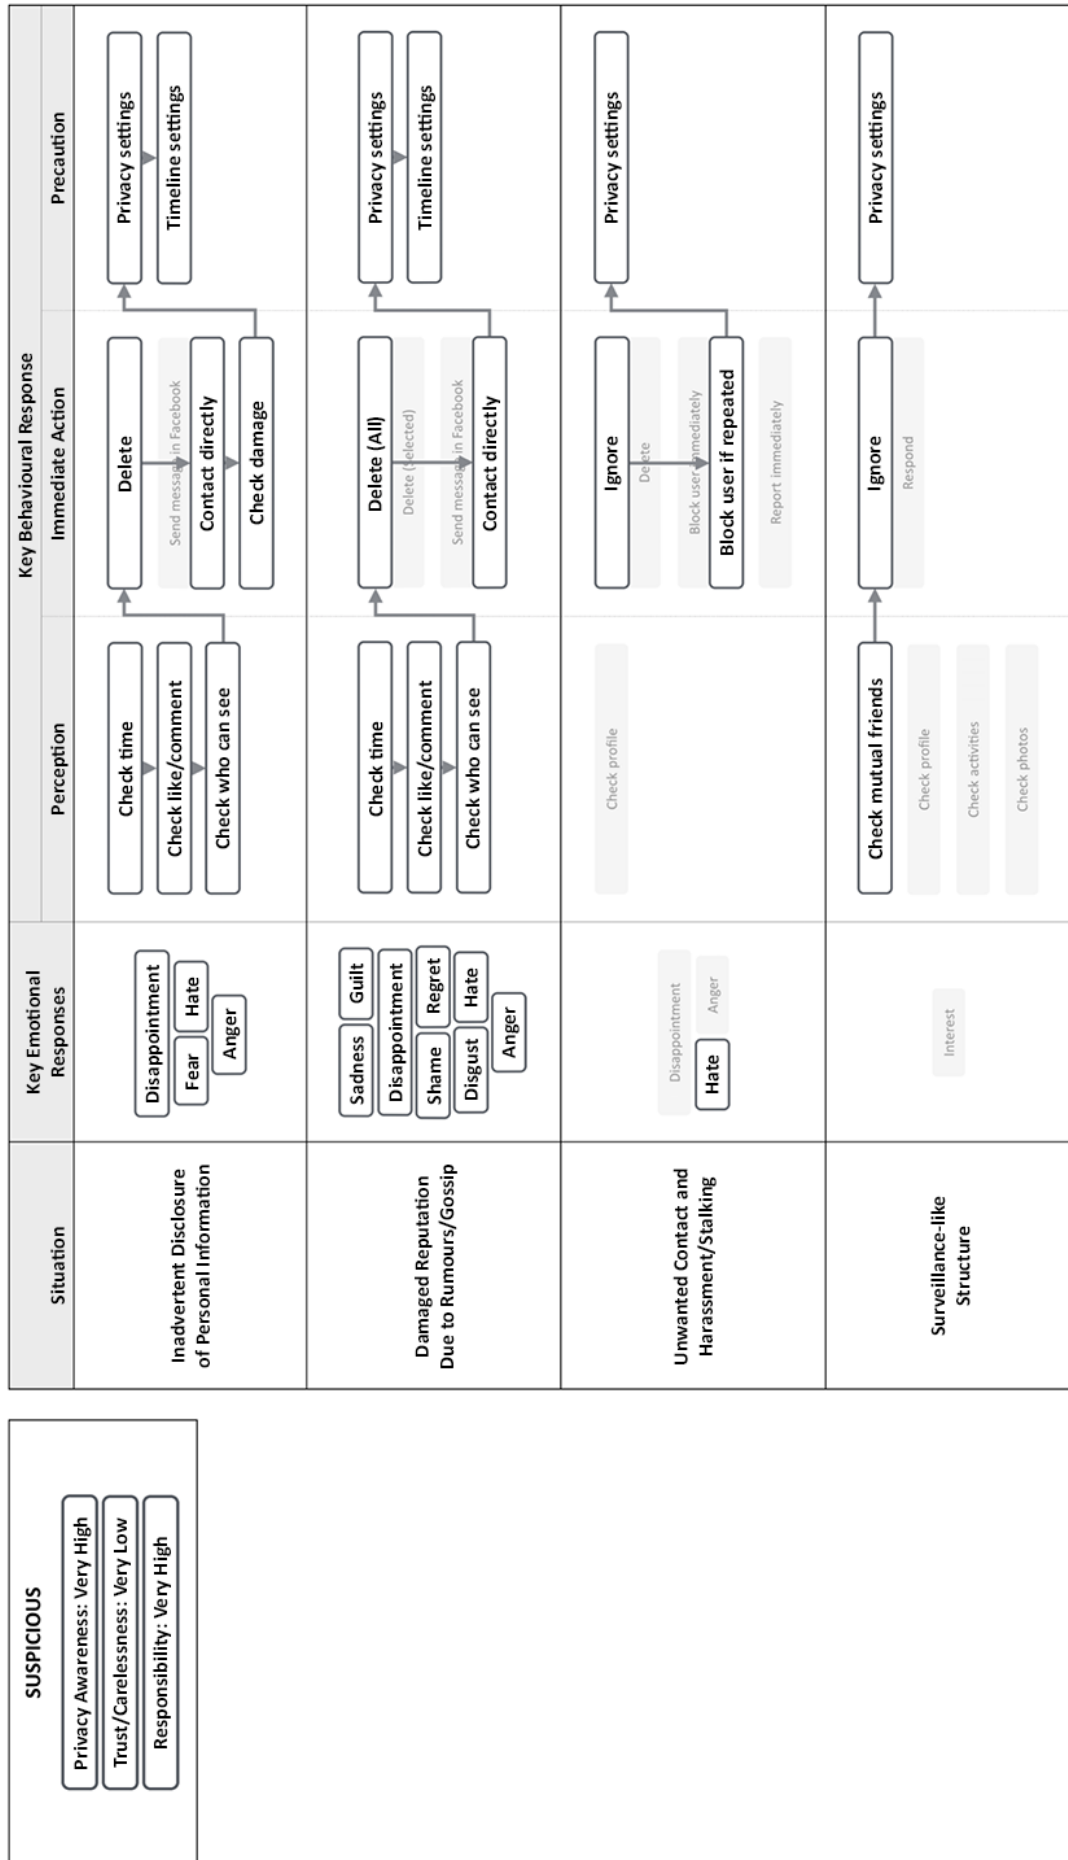 SUSPICIOUS
Privacy Awareness: Very High
Trust/Carelessness: Very Low
Responsibility: Very High
Situation
Key Emotional
Responses
Key Behavioural Response
Perception
Immediate Action
Precaution
Inadvertent Disclosure
of Personal Information
Disappointment
Fear
Hate
Anger
Check time
Check like/comment
Check who can see
Delete
Send message in Facebook
Contact directly
Check damage
Privacy settings
Timeline settings
Damaged Reputation
Due to Rumours/Gossip
Sadness
Guilt
Disappointment
Shame
Regret
Disgust
Hate
Anger
Check time
Check like/comment
Check who can see
Delete (All)
Delete (Selected)
Send message in Facebook
Contact directly
Privacy settings
Timeline settings
Unwanted Contact and
Harassment/Stalking
Disappointment
Hate
Anger
Check profile
Ignore
Delete
Block user immediately
Block user if repeated
Report immediately
Privacy settings
Surveillance-like
Structure
Interest
Check mutual friends
Check profile
Check activities
Check photos
Ignore
Respond
Privacy settings